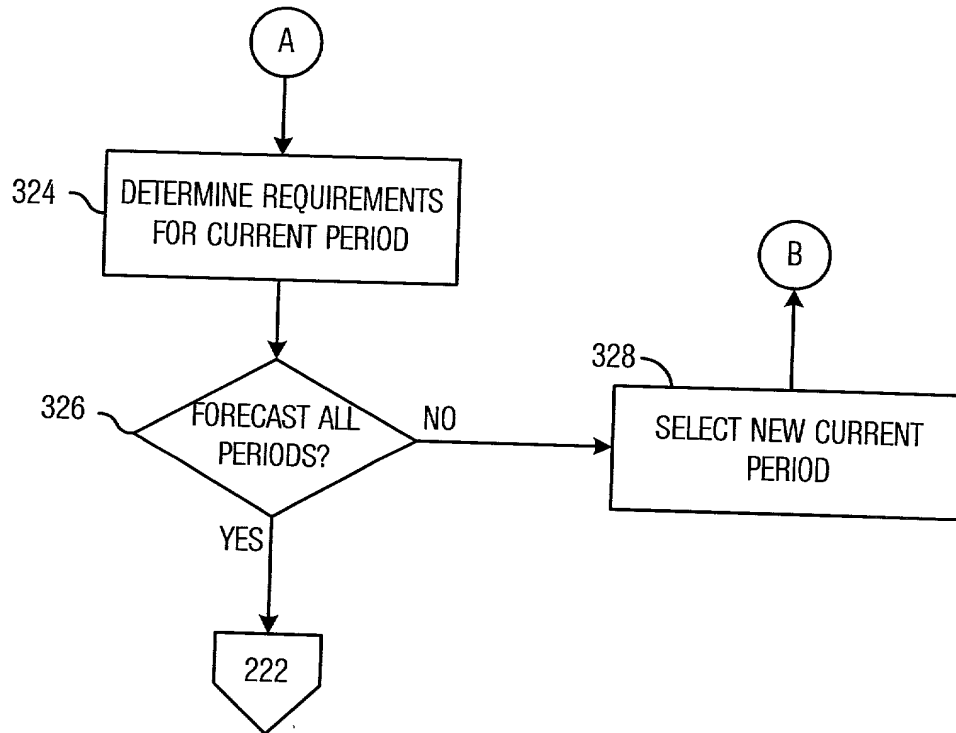 A
324
DETERMINE REQUIREMENTS
FOR CURRENT PERIOD
B
328
326
FORECAST ALL
PERIODS?
NO
SELECT NEW CURRENT
PERIOD
YES
222